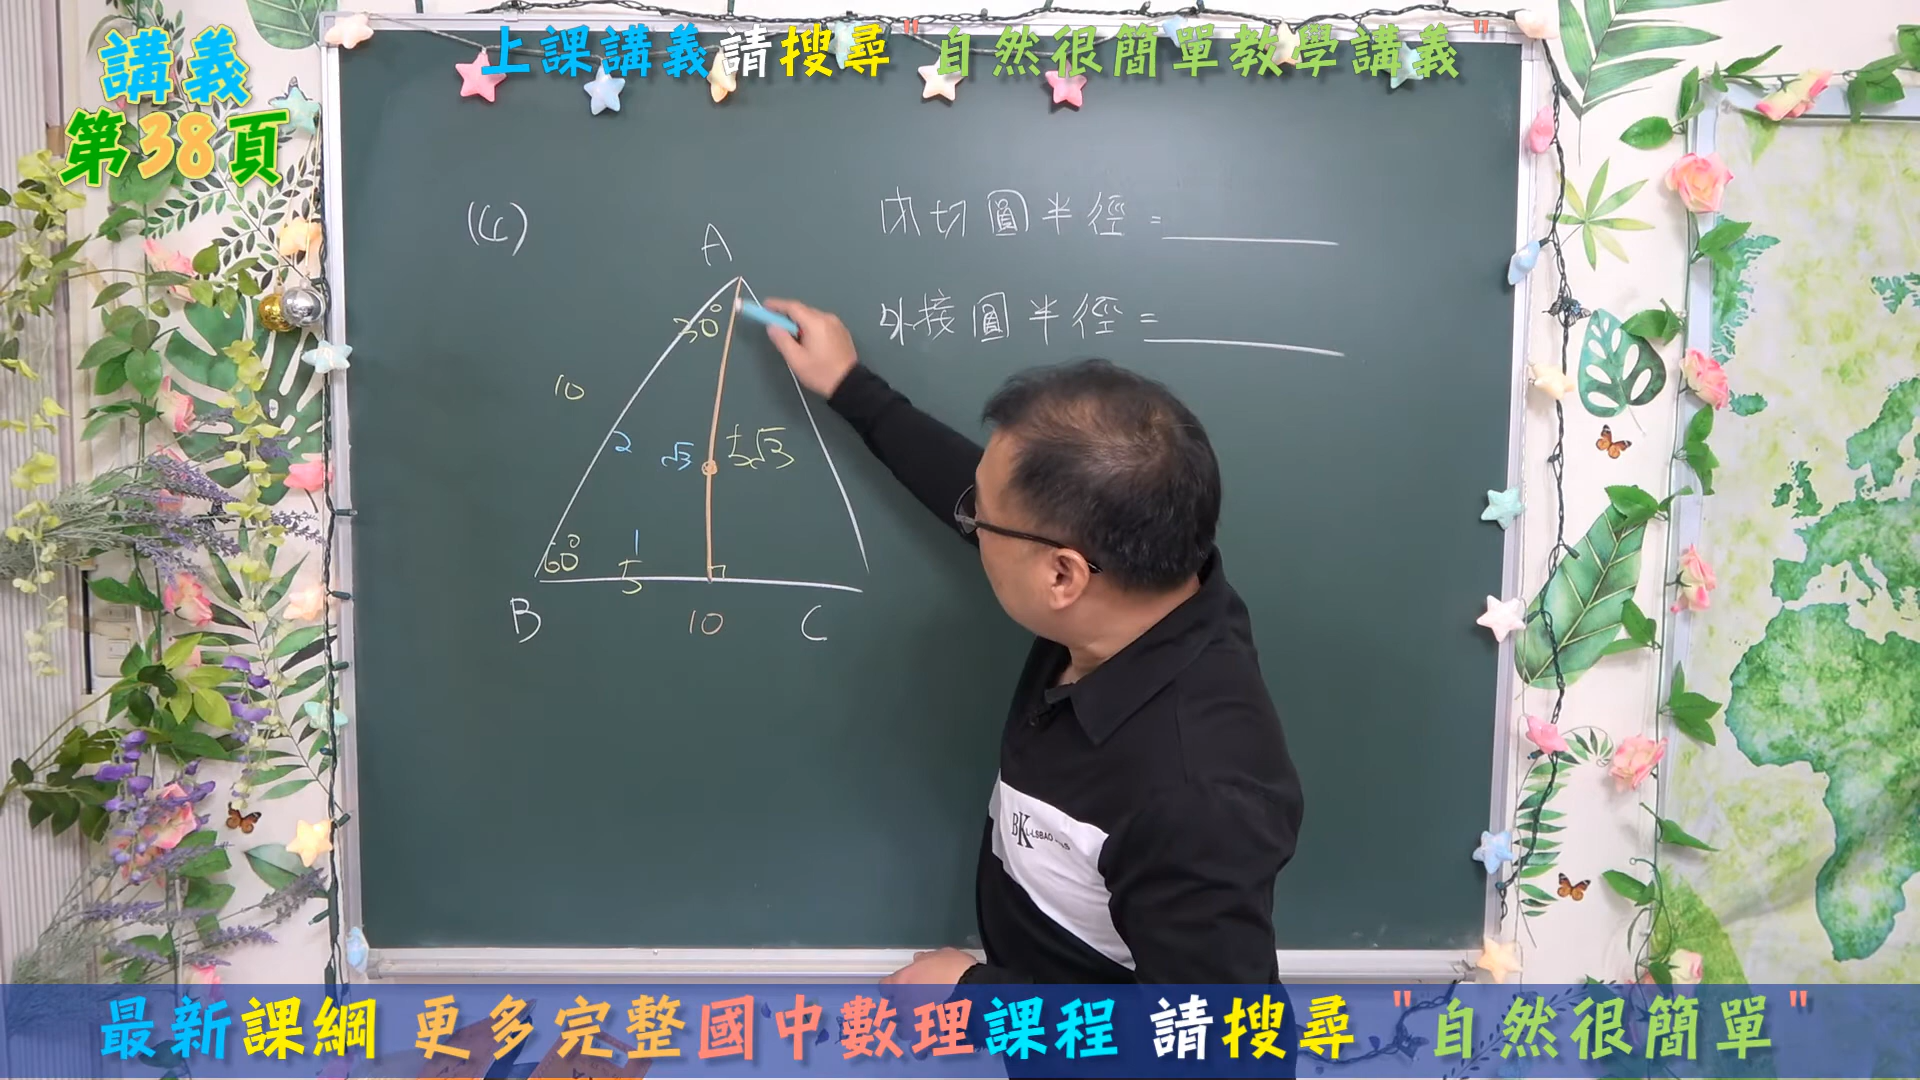 講義
第38頁
上課講義請搜尋"自然很簡單教學講義"
(4)
內切圓半徑=
A
30°
外接圓半徑=
10
2 √3 5√3
60° 1
5
B 10 C
BK
最新課綱 更多完整國中數理課程 請搜尋"自然很簡單"